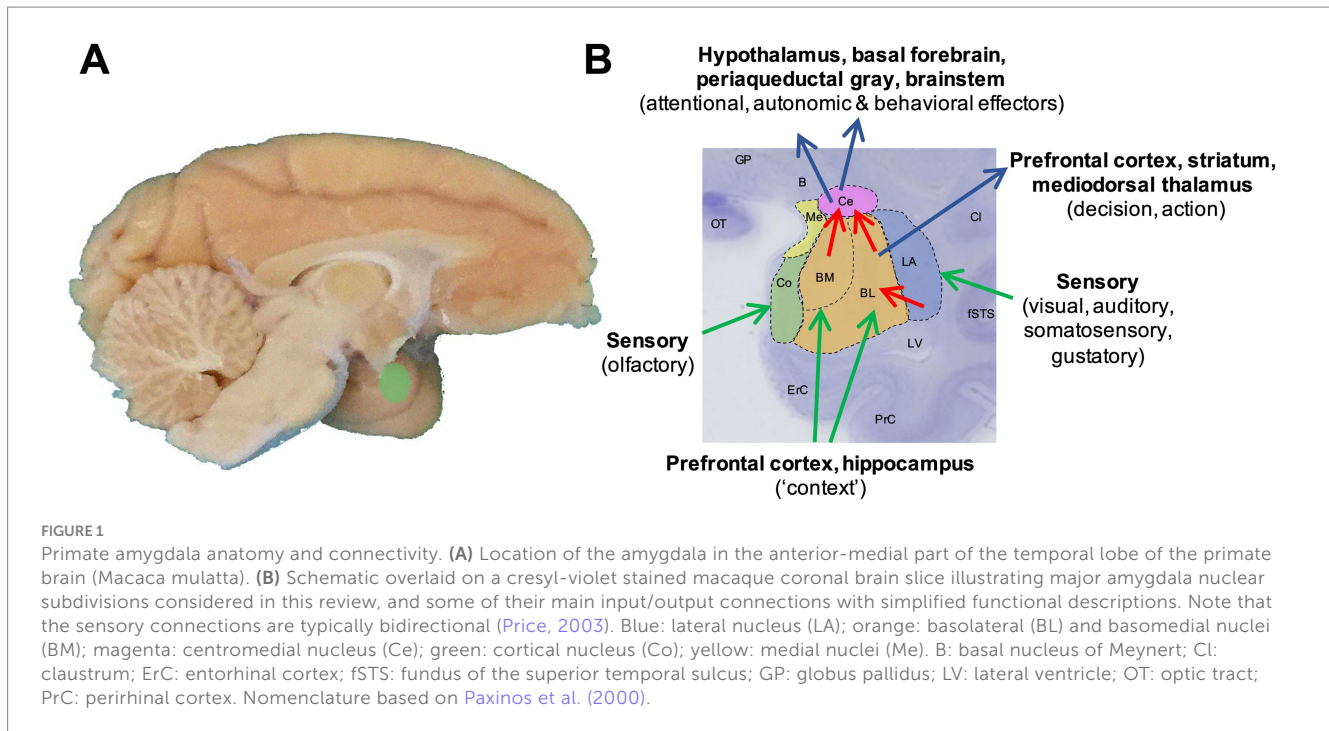 A
B
Hypothalamus, basal forebrain,
periaqueductal gray, brainstem
(attentional, autonomic & behavioral effectors)
GP
Prefrontal cortex, striatum,
mediodorsal thalamus
(decision, action)
B
Ce
Me
OT
Cl
LA
BM
Co
BL
Sensory
(visual, auditory,
somatosensory,
gustatory)
fSTS
Sensory
(olfactory)
LV
ErC
PrC
Prefrontal cortex, hippocampus
(‘context’)
FIGURE 1
Primate amygdala anatomy and connectivity. (A) Location of the amygdala in the anterior-medial part of the temporal lobe of the primate
brain (Macaca mulatta). (B) Schematic overlaid on a cresyl-violet stained macaque coronal brain slice illustrating major amygdala nuclear
subdivisions considered in this review, and some of their main input/output connections with simplified functional descriptions. Note that
the sensory connections are typically bidirectional (Price, 2003). Blue: lateral nucleus (LA); orange: basolateral (BL) and basomedial nuclei
(BM); magenta: centromedial nucleus (Ce); green: cortical nucleus (Co); yellow: medial nuclei (Me). B: basal nucleus of Meynert; Cl:
claustrum; ErC: entorhinal cortex; fSTS: fundus of the superior temporal sulcus; GP: globus pallidus; LV: lateral ventricle; OT: optic tract;
PrC: perirhinal cortex. Nomenclature based on Paxinos et al. (2000).